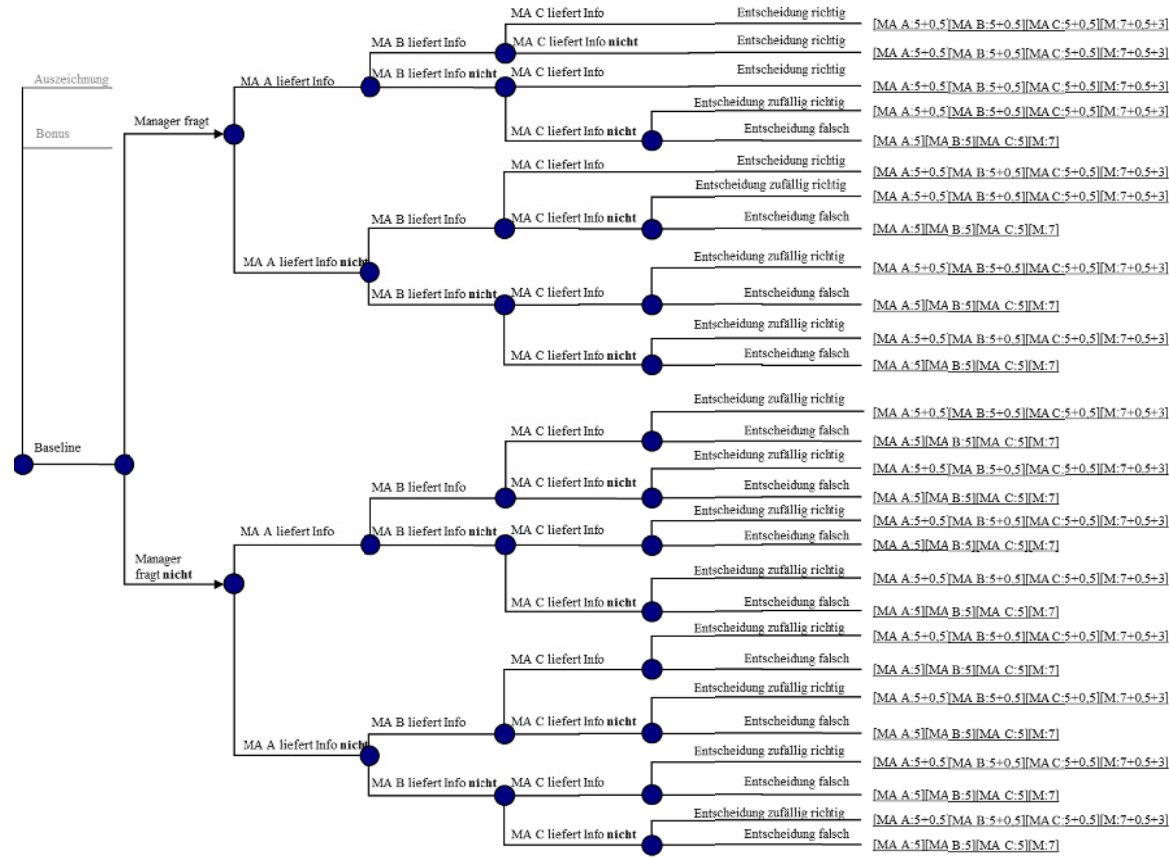 MA C liefert Info
Entscheidung richtig
[MA A:5+0,5][MA B:5+0,5][MA C:5+0,5][M:7+0,5+3]
MA B liefert Info
MA C liefert Info nicht
Entscheidung richtig
[MA A:5+0,5][MA B:5+0,5][MA C:5+0,5][M:7+0,5+3]
Auszeichnung
MA A liefert Info
MA B liefert Info nicht
MA C liefert Info
Entscheidung richtig
[MA A:5+0,5][MA B:5+0,5][MA C:5+0,5][M:7+0,5+3]
Entscheidung zufällig richtig
[MA A:5+0,5][MA B:5+0,5][MA C:5+0,5][M:7+0,5+3]
Bonus
Manager fragt
MA C liefert Info nicht
Entscheidung falsch
[MA A:5][MA B:5][MA C:5][M:7]
MA C liefert Info
Entscheidung richtig
[MA A:5+0,5][MA B:5+0,5][MA C:5+0,5][M:7+0,5+3]
Entscheidung zufällig richtig
[MA A:5+0,5][MA B:5+0,5][MA C:5+0,5][M:7+0,5+3]
MA B liefert Info
MA C liefert Info nicht
Entscheidung falsch
[MA A:5][MA B:5][MA C:5][M:7]
MA A liefert Info nicht
Entscheidung zufällig richtig
[MA A:5+0,5][MA B:5+0,5][MA C:5+0,5][M:7+0,5+3]
MA B liefert Info nicht
MA C liefert Info
Entscheidung falsch
[MA A:5][MA B:5][MA C:5][M:7]
Entscheidung zufällig richtig
[MA A:5+0,5][MA B:5+0,5][MA C:5+0,5][M:7+0,5+3]
MA C liefert Info nicht
Entscheidung falsch
[MA A:5][MA B:5][MA C:5][M:7]
Entscheidung zufällig richtig
[MA A:5+0,5][MA B:5+0,5][MA C:5+0,5][M:7+0,5+3]
Baseline
MA C liefert Info
Entscheidung falsch
[MA A:5][MA B:5][MA C:5][M:7]
Entscheidung zufällig richtig
[MA A:5+0,5][MA B:5+0,5][MA C:5+0,5][M:7+0,5+3]
MA B liefert Info
MA C liefert Info nicht
Entscheidung falsch
[MA A:5][MA B:5][MA C:5][M:7]
Entscheidung zufällig richtig
[MA A:5+0,5][MA B:5+0,5][MA C:5+0,5][M:7+0,5+3]
MA A liefert Info
MA B liefert Info nicht
MA C liefert Info
Entscheidung falsch
[MA A:5][MA B:5][MA C:5][M:7]
Manager
fragt nicht
Entscheidung zufällig richtig
[MA A:5+0,5][MA B:5+0,5][MA C:5+0,5][M:7+0,5+3]
MA C liefert Info nicht
Entscheidung falsch
[MA A:5][MA B:5][MA C:5][M:7]
Entscheidung zufällig richtig
[MA A:5+0,5][MA B:5+0,5][MA C:5+0,5][M:7+0,5+3]
MA C liefert Info
Entscheidung falsch
[MA A:5][MA B:5][MA C:5][M:7]
Entscheidung zufällig richtig
[MA A:5+0,5][MA B:5+0,5][MA C:5+0,5][M:7+0,5+3]
MA B liefert Info
MA C liefert Info nicht
Entscheidung falsch
[MA A:5][MA B:5][MA C:5][M:7]
MA A liefert Info nicht
Entscheidung zufällig richtig
[MA A:5+0,5][MA B:5+0,5][MA C:5+0,5][M:7+0,5+3]
MA B liefert Info nicht
MA C liefert Info
Entscheidung falsch
[MA A:5][MA B:5][MA C:5][M:7]
Entscheidung zufällig richtig
[MA A:5+0,5][MA B:5+0,5][MA C:5+0,5][M:7+0,5+3]
MA C liefert Info nicht
Entscheidung falsch
[MA A:5][MA B:5][MA C:5][M:7]